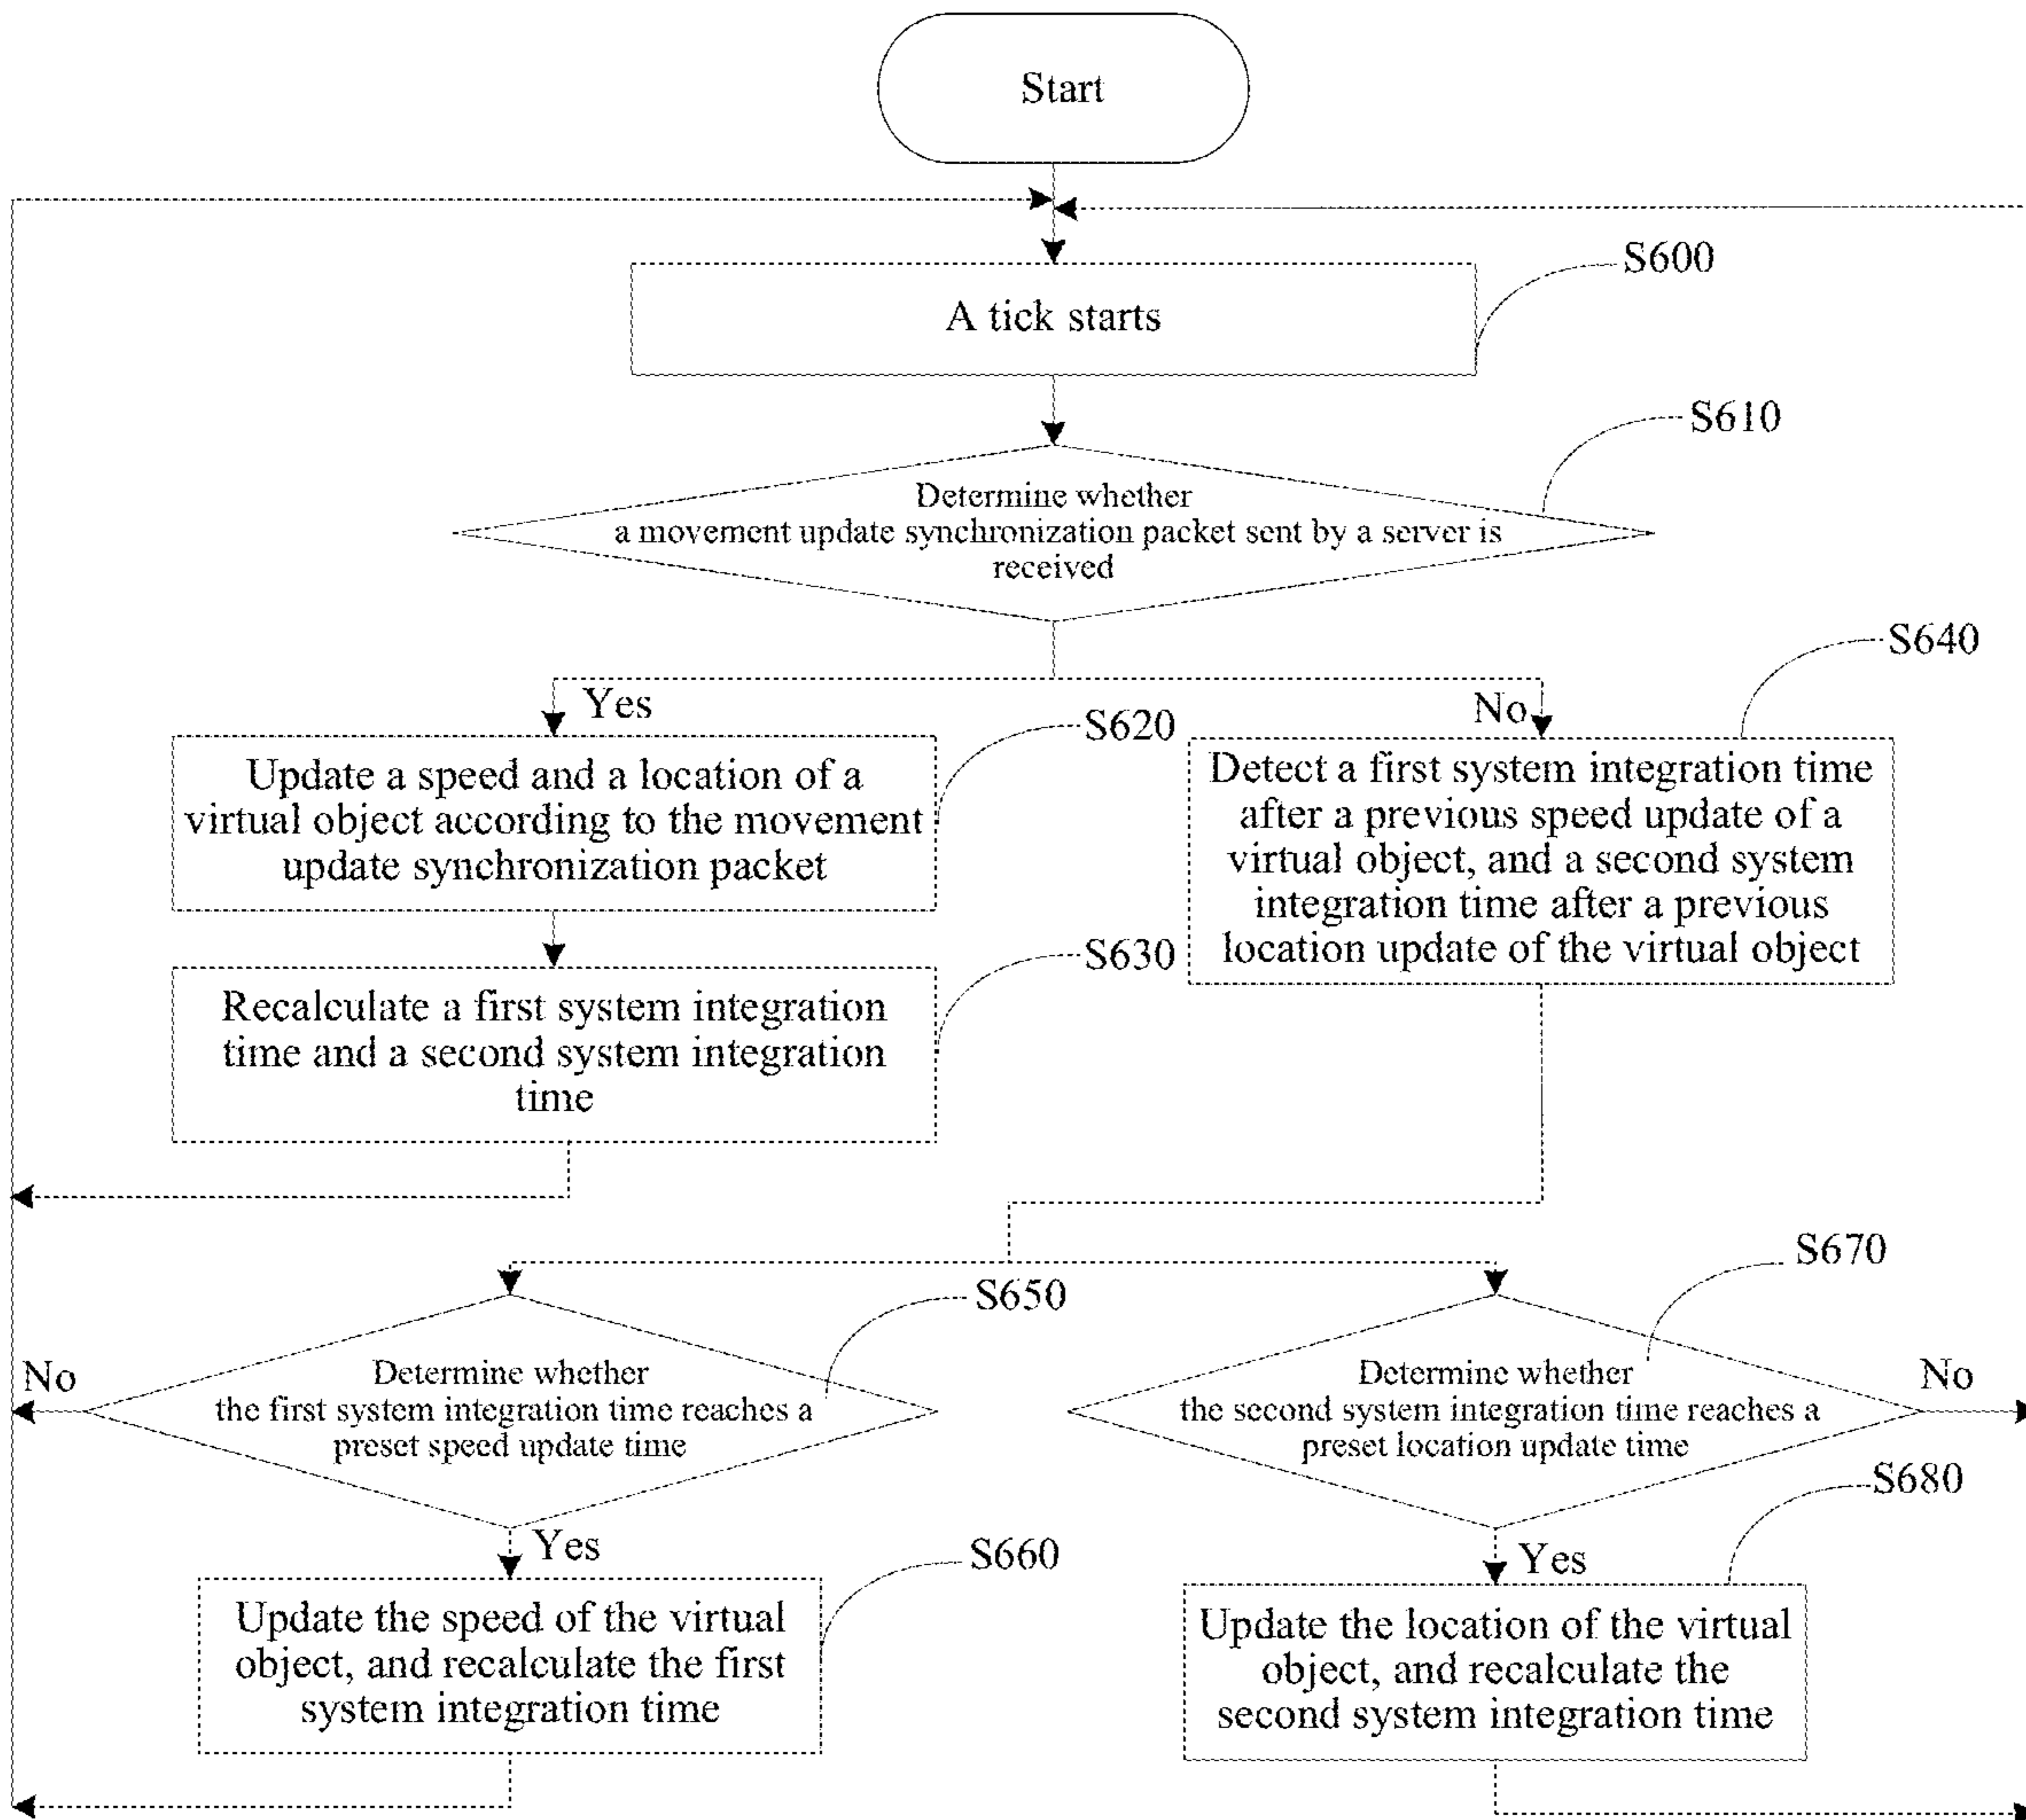 Start
S600
A tick starts
S610
Determine whether
a movement update synchronization packet sent by a server is
received
S640
Yes
No
S620
Update a speed and a location of a
virtual object according to the movement
update synchronization packet
Detect a first system integration time
after a previous speed update of a
virtual object, and a second system
integration time after a previous
location update of the virtual object
S630
Recalculate a first system integration
time and a second system integration
time
S670
S650
No
Determine whether
the first system integration time reaches a
preset speed update time
Determine whether
the second system integration time reaches a
preset location update time
No
S680
Yes
S660
Yes
Update the speed of the virtual
object, and recalculate the first
system integration time
Update the location of the virtual
object, and recalculate the
second system integration time